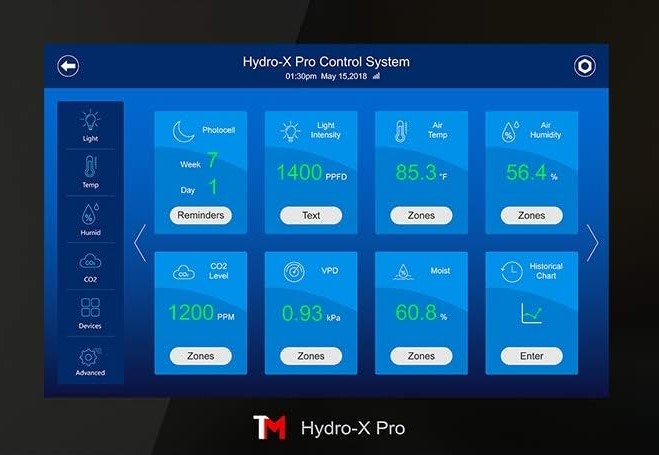 Hydro-X Pro Control System
01:30pm May 15,2018
Light
Temp
Humid
CO2
CO2
Devices
Advanced
Photocell
Week 7
Day 1
Reminders
Light
Intensity
1400 PPFD
Text
Air
Temp
85.3 °F
Zones
%
Air
Humidity
56.4 %
Zones
CO2
CO2
Level
1200 PPM
Zones
VPD
0.93 kPa
Zones
Moist
60.8 %
Zones
Historical
Chart
Enter
TM Hydro-X Pro